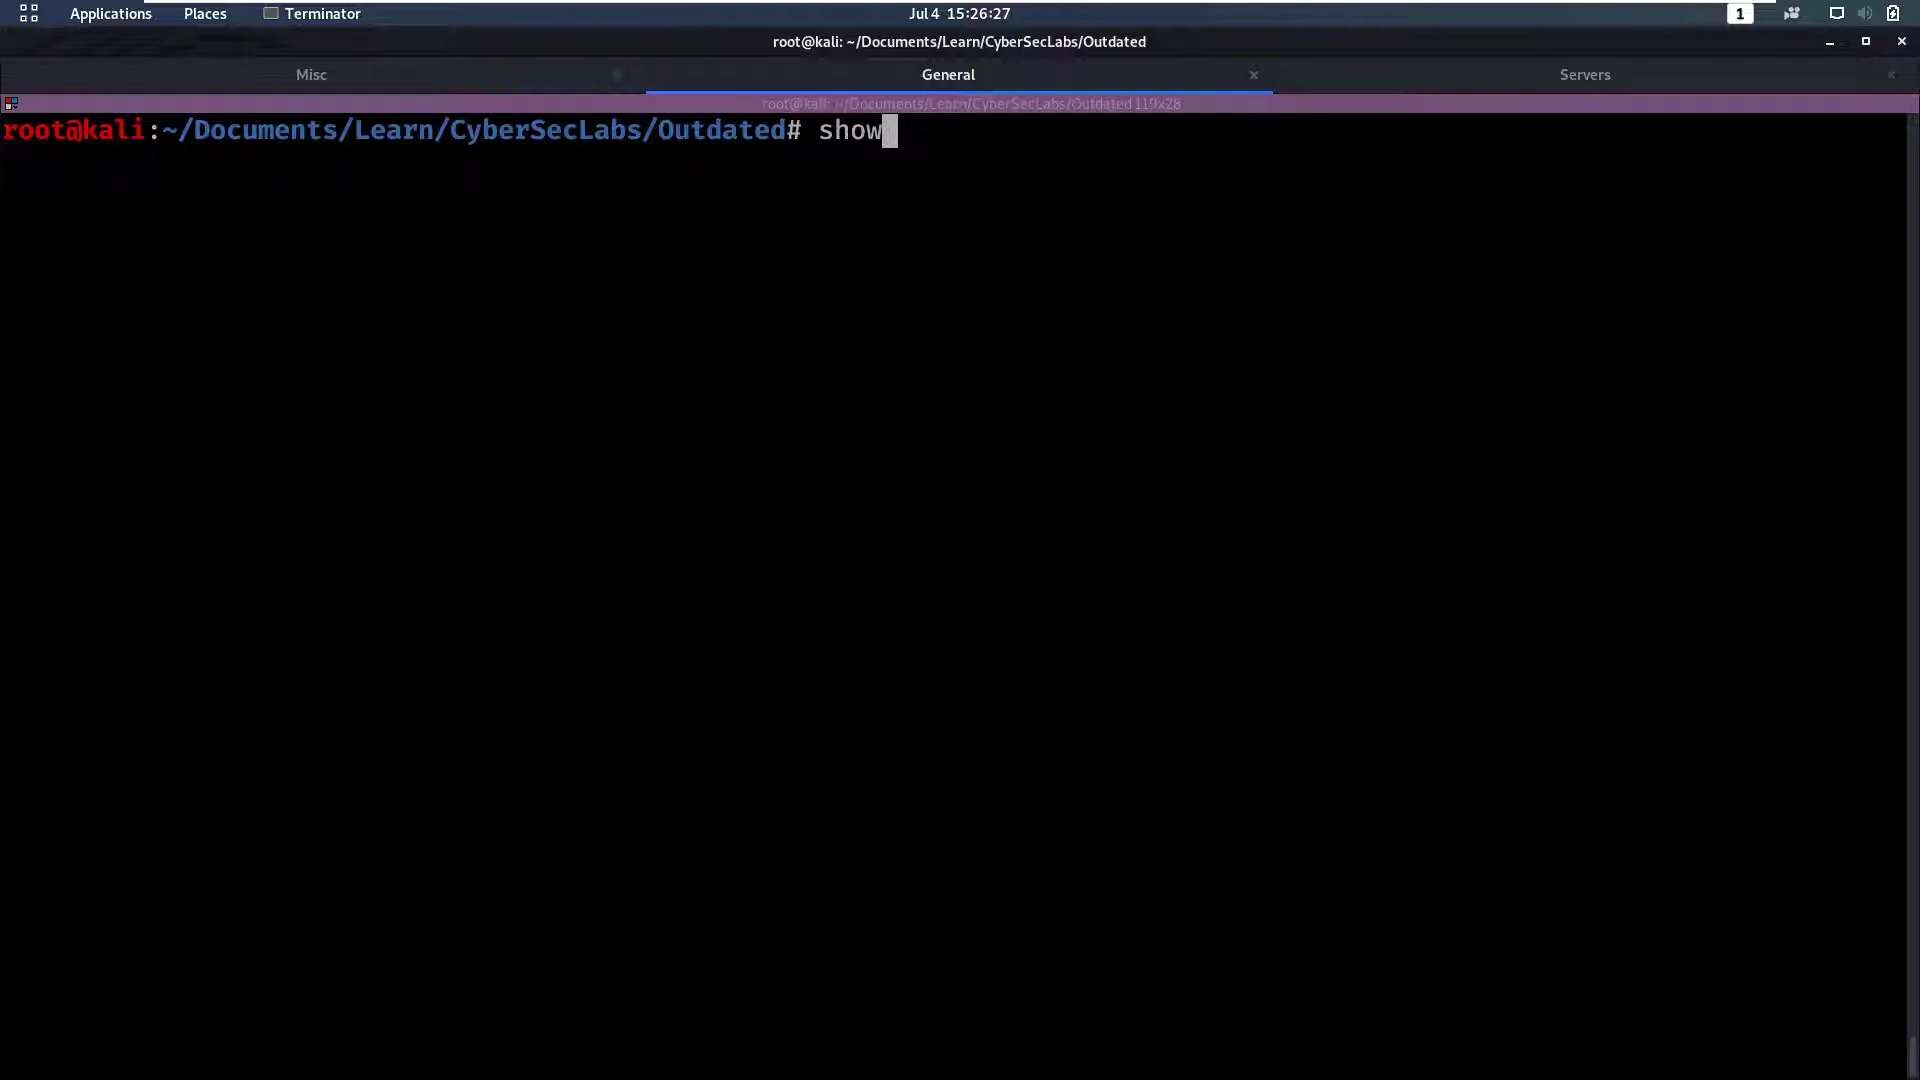 Applications Places Terminator Jul 4 15:26:27 1
root@kali: ~/Documents/Learn/CyberSecLabs/Outdated
Misc General Servers
root@kali: ~/Documents/Learn/CyberSecLabs/Outdated 119x28
root@kali:~/Documents/Learn/CyberSecLabs/Outdated# show